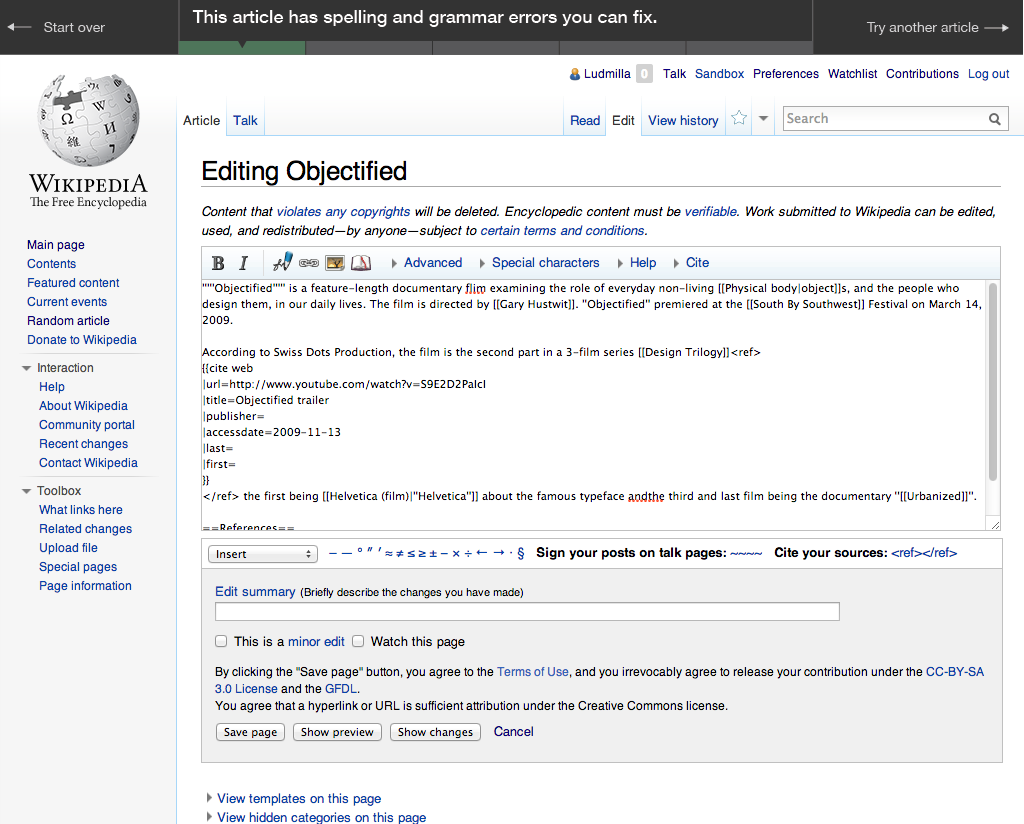 Start over
This article has spelling and grammar errors you can fix.
Try another article
Ludmilla 0 Talk Sandbox Preferences Watchlist Contributions Log out
Article Talk Read Edit View history Search
Ω W И 維
WIKIPEDIA
The Free Encyclopedia
Main page
Contents
Featured content
Current events
Random article
Donate to Wikipedia
Interaction
Help
About Wikipedia
Community portal
Recent changes
Contact Wikipedia
Toolbox
What links here
Related changes
Upload file
Special pages
Page information
Editing Objectified
Content that violates any copyrights will be deleted. Encyclopedic content must be verifiable. Work submitted to Wikipedia can be edited,
used, and redistributed—by anyone—subject to certain terms and conditions.
B I Advanced Special characters Help Cite
"""Objectified""" is a feature-length documentary flim examining the role of everyday non-living [[Physical body|object]]s, and the people who
design them, in our daily lives. The film is directed by [[Gary Hustwit]]. "Objectified" premiered at the [[South By Southwest]] Festival on March 14,
2009.
According to Swiss Dots Production, the film is the second part in a 3-film series [[Design Trilogy]]<ref>
{{cite web
|url=http://www.youtube.com/watch?v=S9E2D2PaIcI
|title=Objectified trailer
|publisher=
|accessdate=2009-11-13
|last=
|first=
}}
</ref> the first being [[Helvetica (film)|"Helvetica"]] about the famous typeface andthe third and last film being the documentary "[[Urbanized]]".
==References==
Insert – — ° ″ ′ ≈ ≠ ≤ ≥ ± − × ÷ ← → · § Sign your posts on talk pages: ~~~~ Cite your sources: <ref></ref>
Edit summary (Briefly describe the changes you have made)
This is a minor edit Watch this page
By clicking the "Save page" button, you agree to the Terms of Use, and you irrevocably agree to release your contribution under the CC-BY-SA
3.0 License and the GFDL.
You agree that a hyperlink or URL is sufficient attribution under the Creative Commons license.
Save page Show preview Show changes Cancel
View templates on this page
View hidden categories on this page